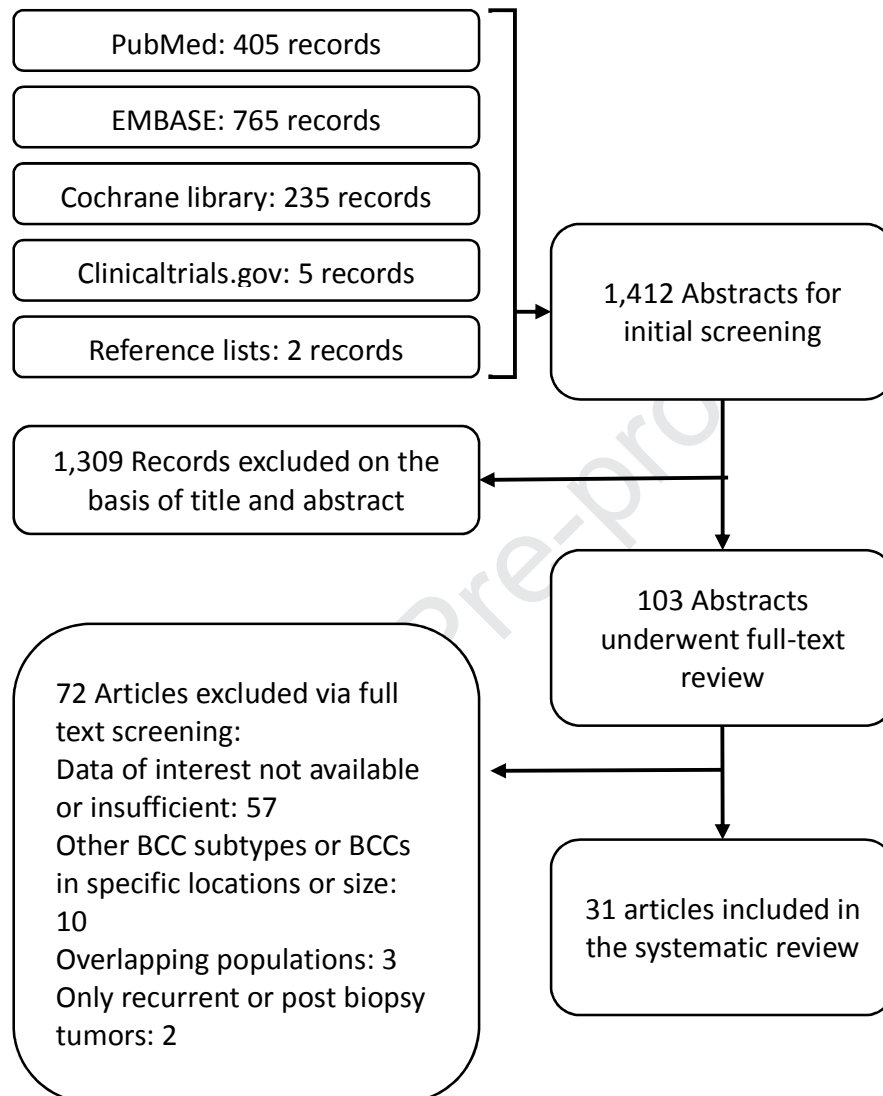 PubMed: 405 records
EMBASE: 765 records
Cochrane library: 235 records
Clinicaltrials.gov: 5 records
Reference lists: 2 records
1,412 Abstracts for
initial screening
1,309 Records excluded on the
basis of title and abstract
103 Abstracts
underwent full-text
review
72 Articles excluded via full
text screening:
Data of interest not available
or insufficient: 57
Other BCC subtypes or BCCs
in specific locations or size:
10
Overlapping populations: 3
Only recurrent or post biopsy
tumors: 2
31 articles included in
the systematic review
Pre-pro